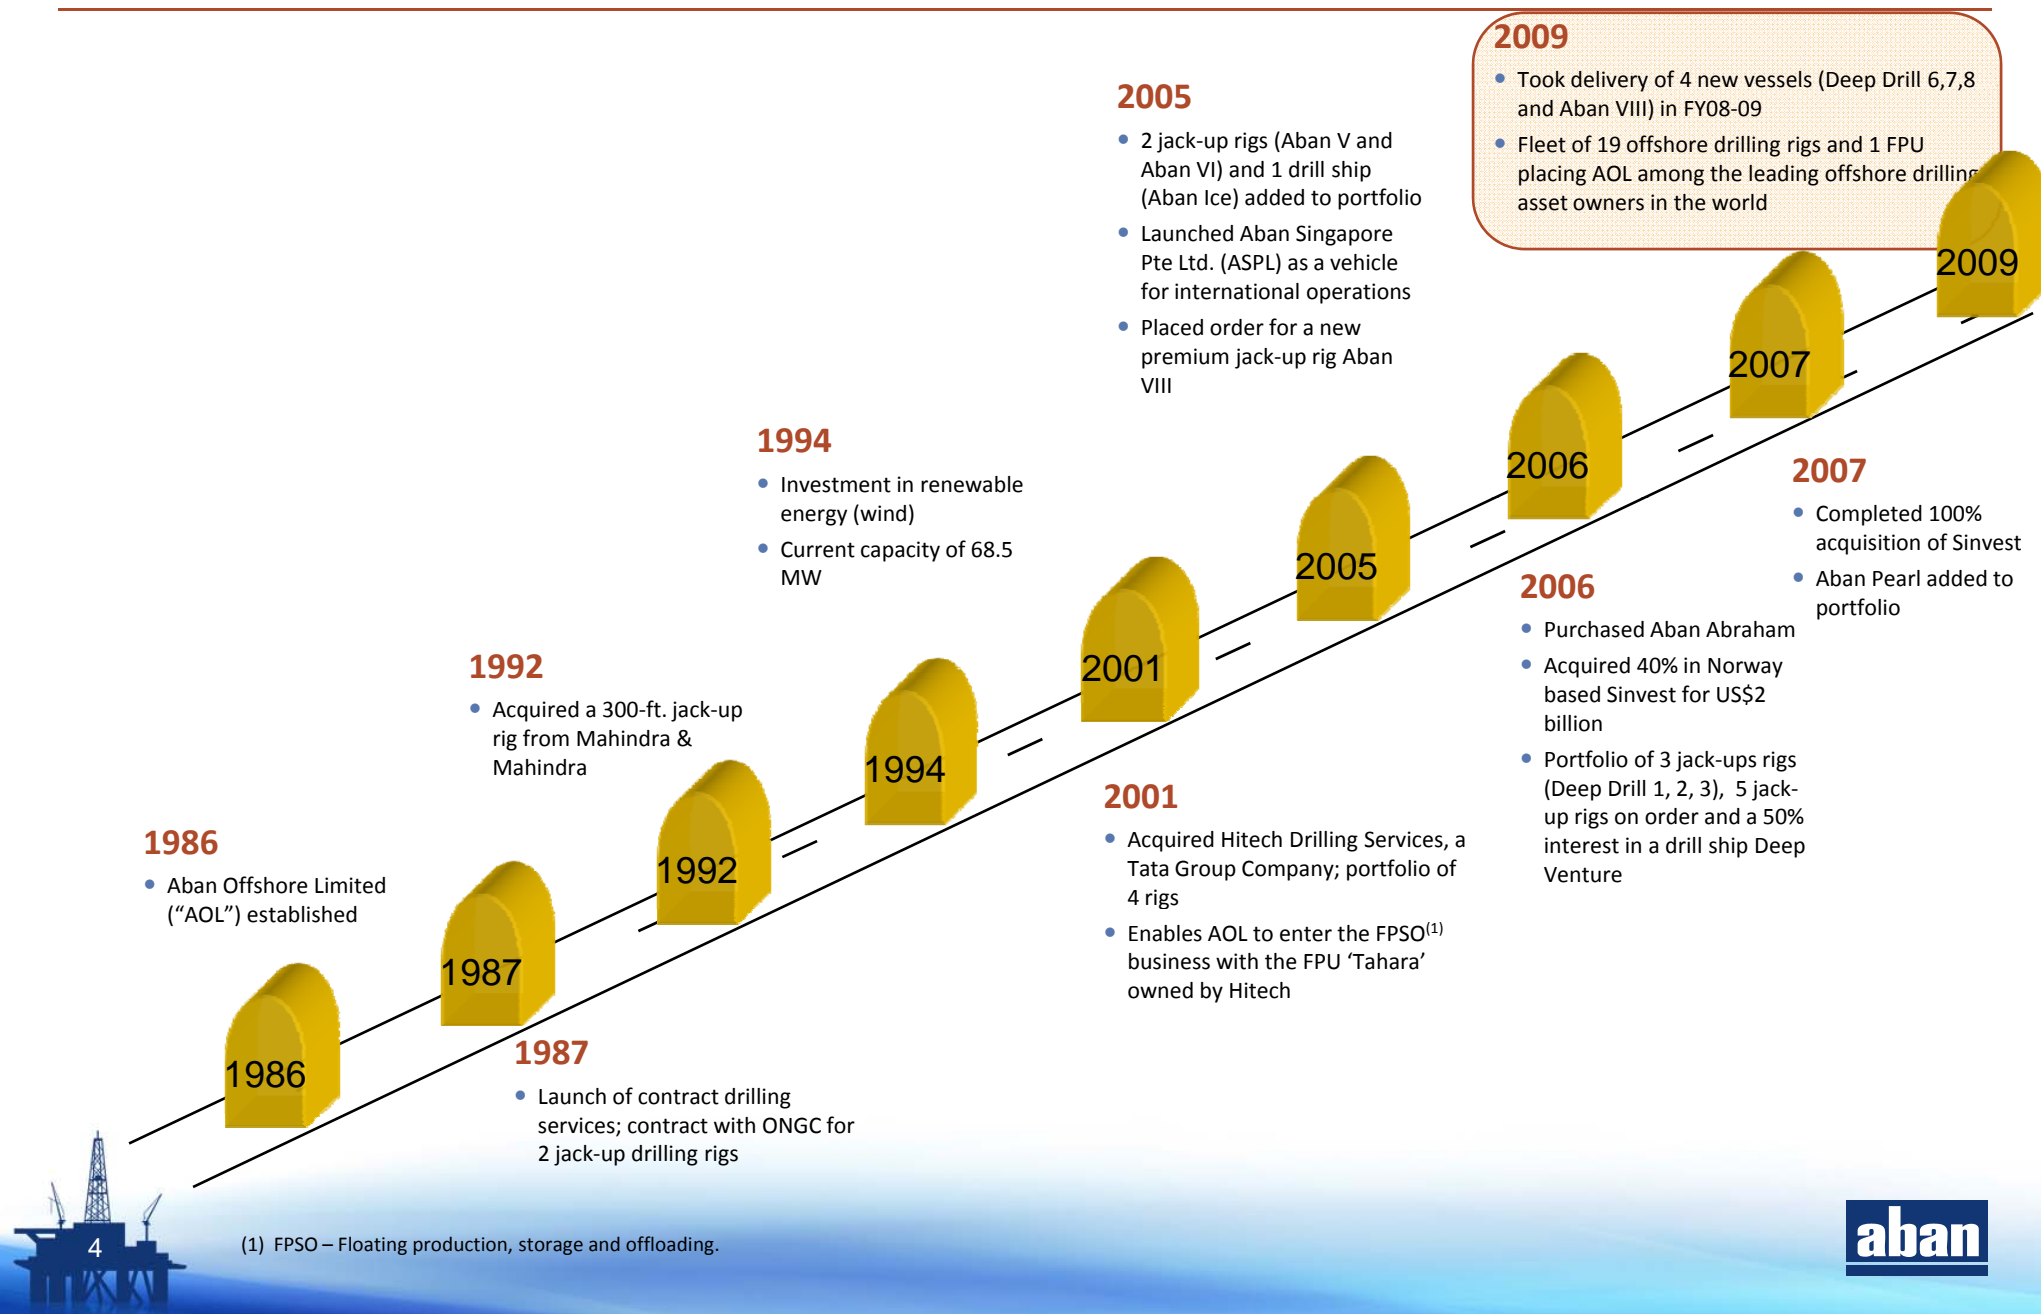 2009
• Took delivery of 4 new vessels (Deep Drill 6,7,8
and Aban VIII) in FY08-09
• Fleet of 19 offshore drilling rigs and 1 FPU
placing AOL among the leading offshore drilling
asset owners in the world
2005
• 2 jack-up rigs (Aban V and
Aban VI) and 1 drill ship
(Aban Ice) added to portfolio
• Launched Aban Singapore
Pte Ltd. (ASPL) as a vehicle
for international operations
• Placed order for a new
premium jack-up rig Aban
VIII
1994
• Investment in renewable
energy (wind)
• Current capacity of 68.5
MW
1992
• Acquired a 300-ft. jack-up
rig from Mahindra &
Mahindra
1986
• Aban Offshore Limited
(“AOL”) established
1986
1987
1992
1994
2001
2005
2006
2007
2009
1987
• Launch of contract drilling
services; contract with ONGC for
2 jack-up drilling rigs
2001
• Acquired Hitech Drilling Services, a
Tata Group Company; portfolio of
4 rigs
• Enables AOL to enter the FPSO(1)
business with the FPU ‘Tahara’
owned by Hitech
2006
• Purchased Aban Abraham
• Acquired 40% in Norway
based Sinvest for US$2
billion
• Portfolio of 3 jack-ups rigs
(Deep Drill 1, 2, 3),  5 jack-
up rigs on order and a 50%
interest in a drill ship Deep
Venture
2007
• Completed 100%
acquisition of Sinvest
• Aban Pearl added to
portfolio
4
(1)  FPSO – Floating production, storage and offloading.
aban